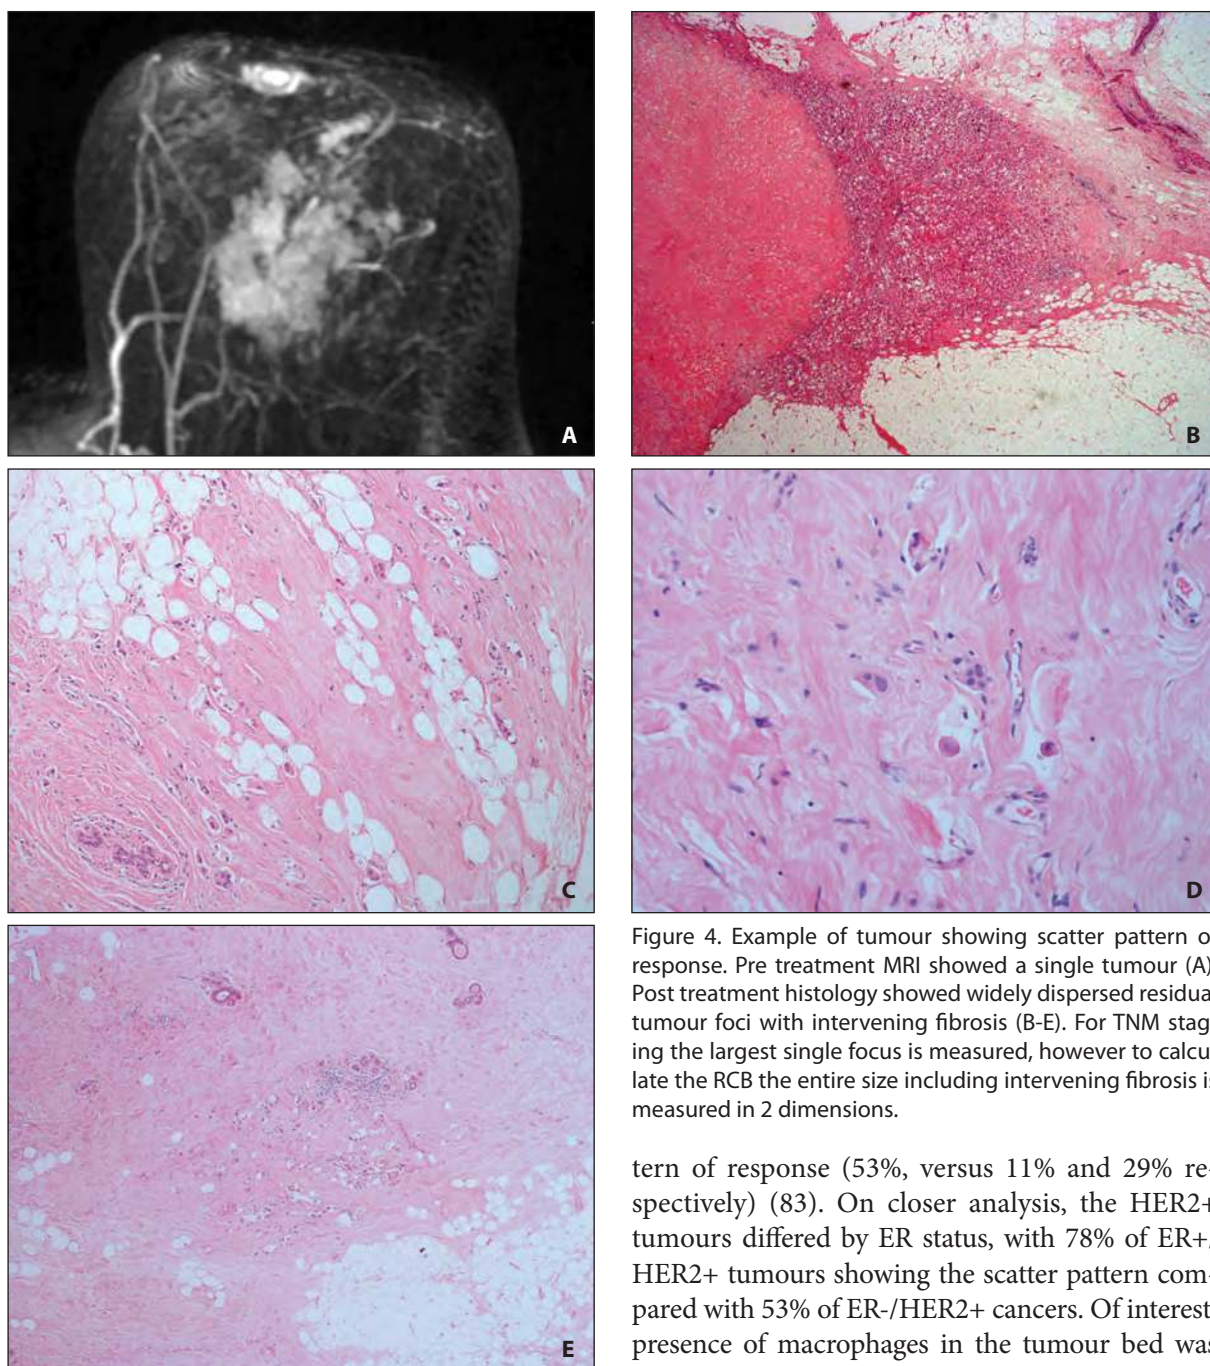 A
B
C
D
E
Figure 4. Example of tumour showing scatter pattern o
response. Pre treatment MRI showed a single tumour (A)
Post treatment histology showed widely dispersed residua
tumour foci with intervening fibrosis (B-E). For TNM stag
ing the largest single focus is measured, however to calcu
late the RCB the entire size including intervening fibrosis i
measured in 2 dimensions.
tern of response (53%, versus 11% and 29% re-
spectively) (83). On closer analysis, the HER2+
tumours differed by ER status, with 78% of ER+/
HER2+ tumours showing the scatter pattern com-
pared with 53% of ER-/HER2+ cancers. Of interest
presence of macrophages in the tumour bed was